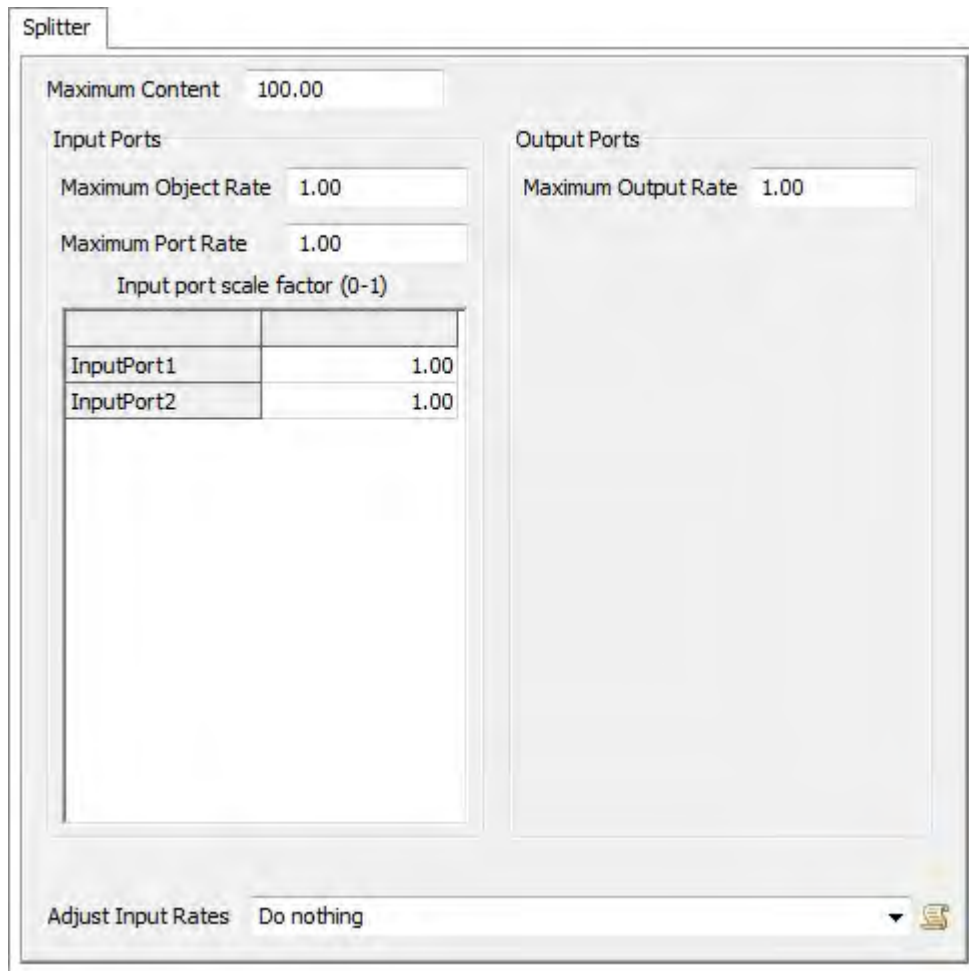 Splitter
Maximum Content 100.00
Input Ports
Maximum Object Rate 1.00
Maximum Port Rate 1.00
Input port scale factor (0-1)
InputPort1 1.00
InputPort2 1.00
Output Ports
Maximum Output Rate 1.00
Adjust Input Rates Do nothing